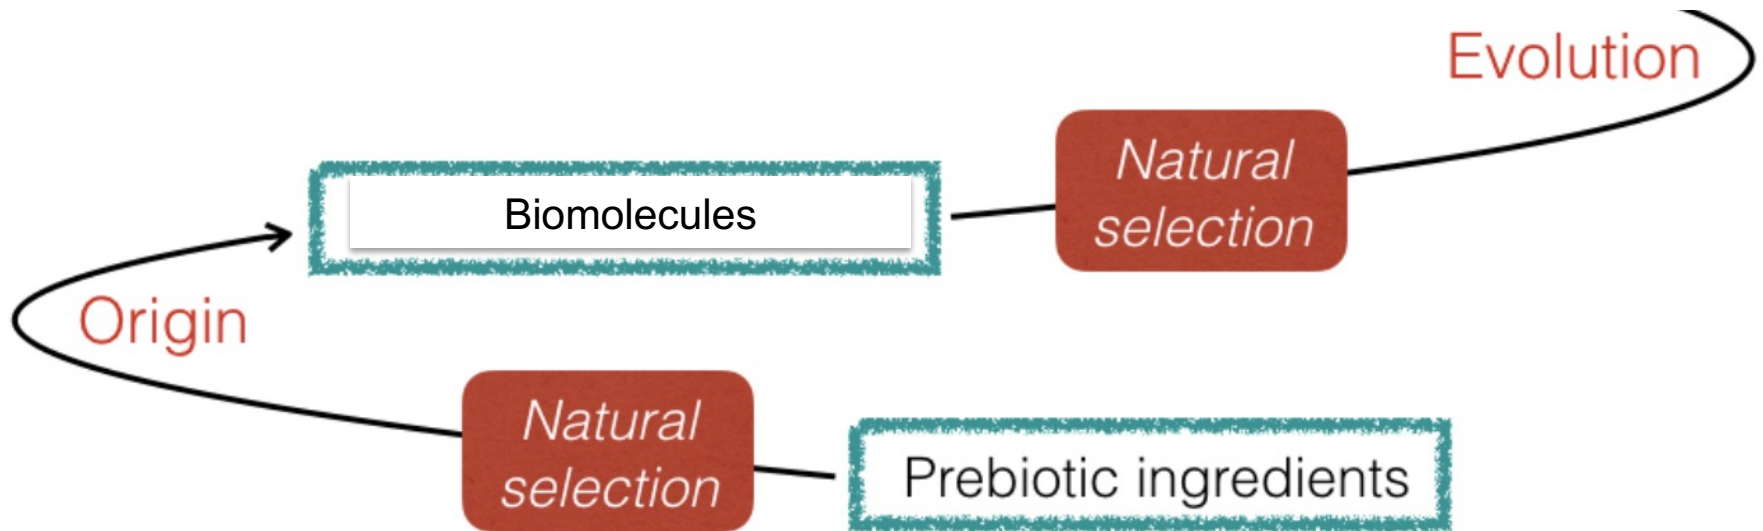 Evolution
Natural
selection
Biomolecules
Origin
Natural
selection
Prebiotic ingredients